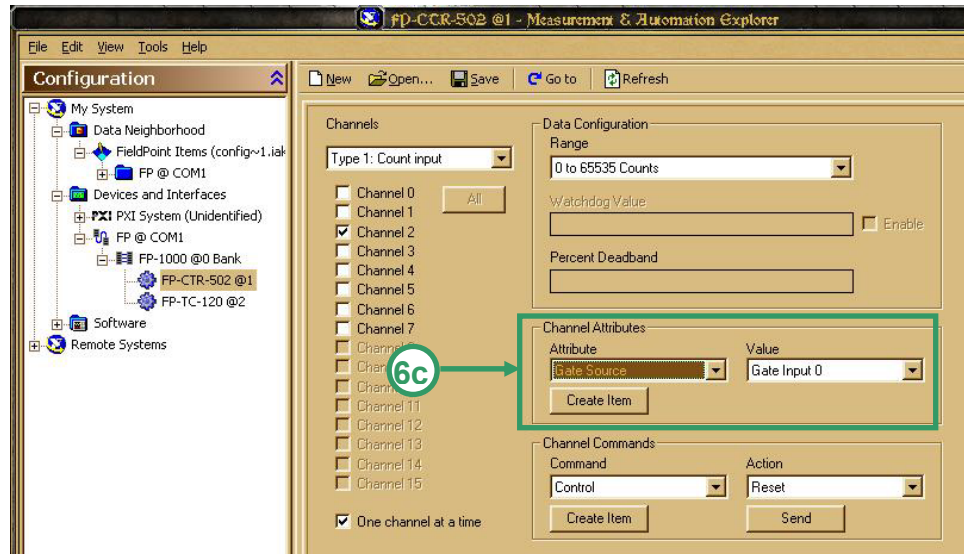 FP-CCR-502 @1 - Measurement & Automation Explorer
File Edit View Tools Help
Configuration
New Open... Save Go to Refresh
My System
Data Neighborhood
FieldPoint Items (config~1.iak
FP @ COM1
Devices and Interfaces
PXI PXI System (Unidentified)
FP @ COM1
FP-1000 @0 Bank
FP-CTR-502 @1
FP-TC-120 @2
Software
Remote Systems
Channels
Type 1: Count input
All
Channel 0
Channel 1
Channel 2
Channel 3
Channel 4
Channel 5
Channel 6
Channel 7
Channel 11
Channel 12
Channel 13
Channel 14
Channel 15
One channel at a time
6c
Data Configuration
Range
0 to 65535 Counts
Watchdog Value
Enable
Percent Deadband
Channel Attributes
Attribute Value
Gate Source Gate Input 0
Create Item
Channel Commands
Command Action
Control Reset
Create Item Send